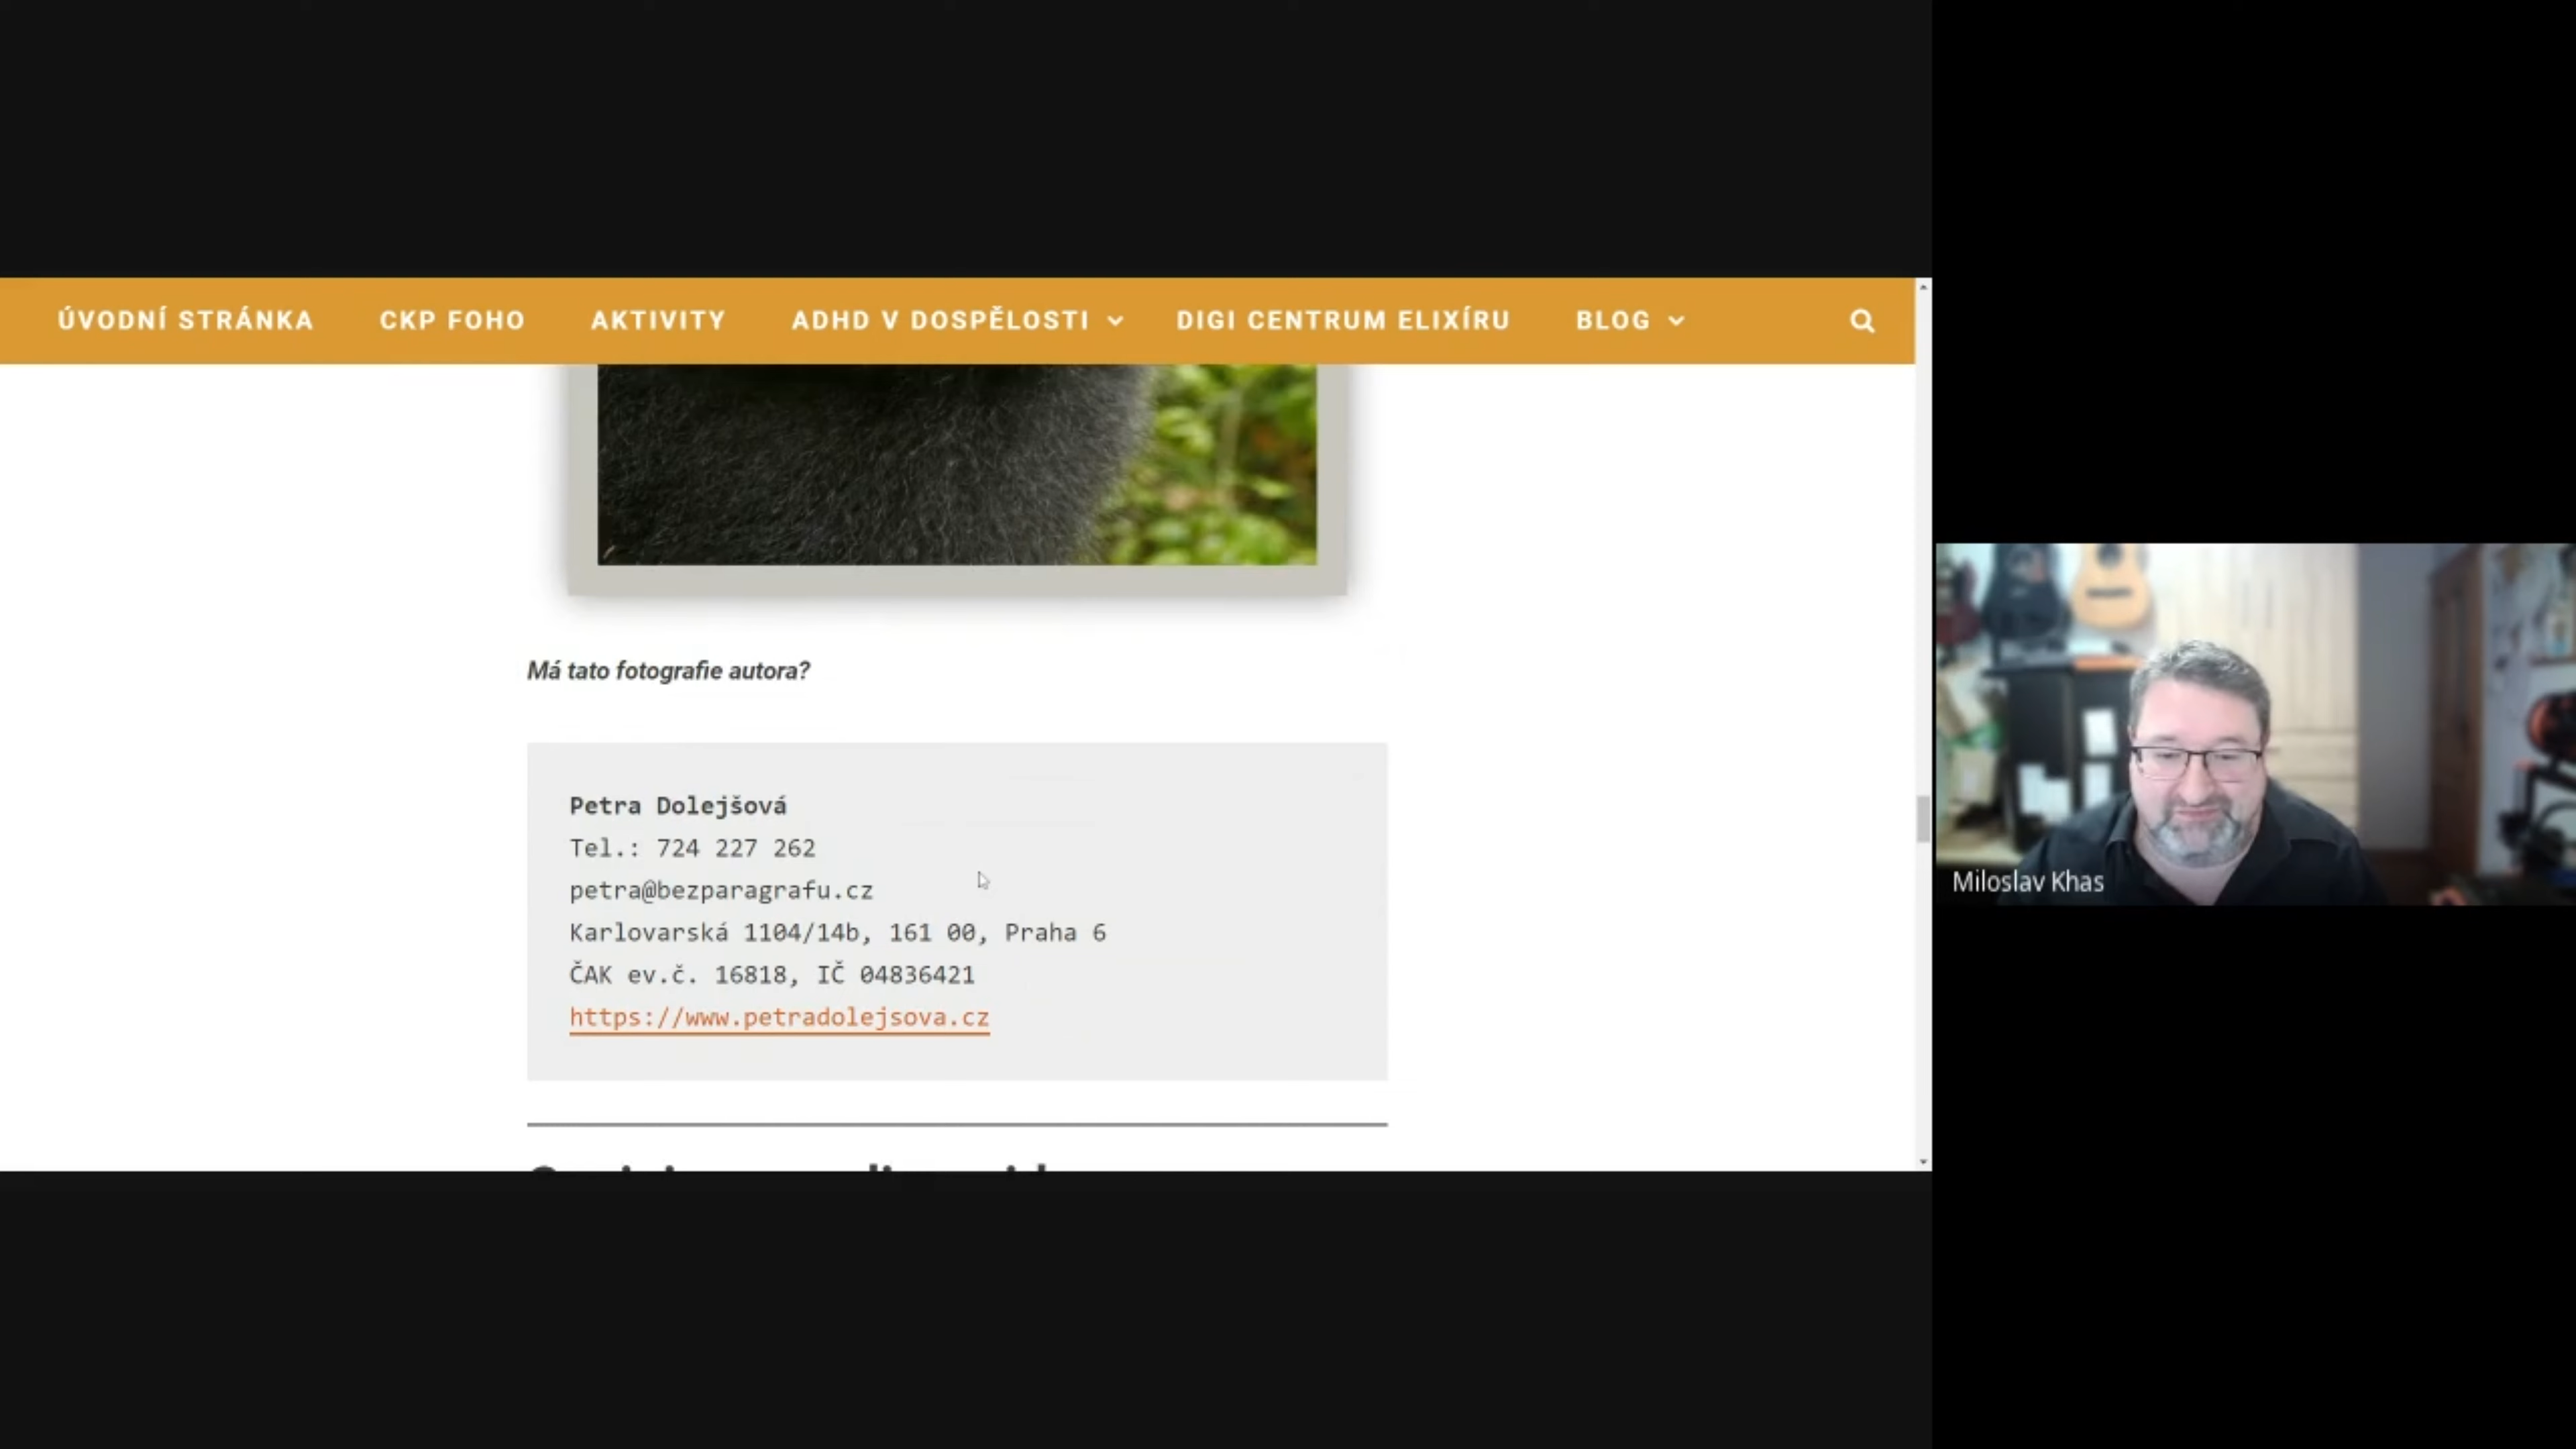 ÚVODNÍ STRÁNKA CKP FOHO AKTIVITY ADHD V DOSPĚLOSTI DIGI CENTRUM ELIXÍRU BLOG
Má tato fotografie autora?
Petra Dolejšová
Tel.: 724 227 262
petra@bezparagrafu.cz
Karlovarská 1104/14b, 161 00, Praha 6
ČAK ev.č. 16818, IČ 04836421
https://www.petradolejsova.cz
Miloslav Khas